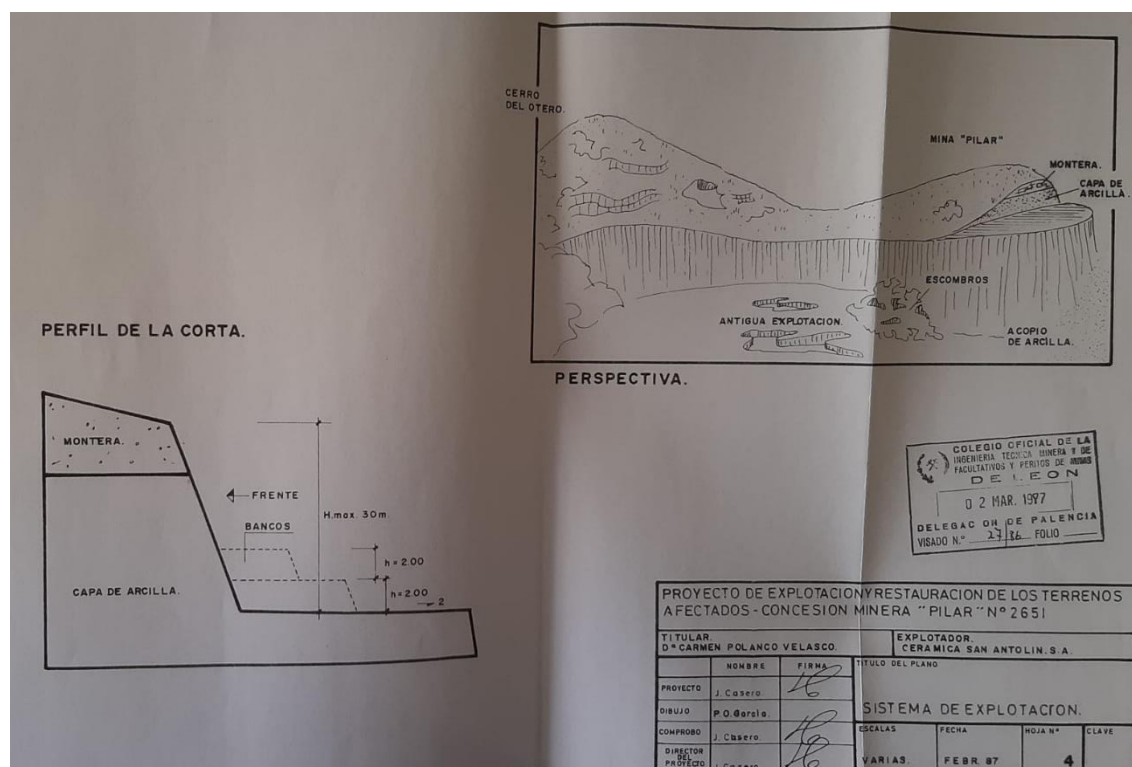 CERRO
DEL OTERO.
MINA "PILAR"
MONTERA.
CAPA DE
ARCILLA.
ESCOMBROS
ANTIGUA EXPLOTACION.
ACOPIO
DE ARCILLA.
PERSPECTIVA.
PERFIL DE LA CORTA.
MONTERA.
FRENTE
H.max. 30m.
BANCOS
h = 2.00
CAPA DE ARCILLA.
h = 2.00
2
COLEGIO OFICIAL DE LA
INGENIERIA TECNICA MINERA Y DE
FACULTATIVOS Y PERITOS DE MINAS
DE LEON
0 2 MAR. 1987
DELEGACION DE PALENCIA
VISADO N.º 27/86 FOLIO
PROYECTO DE EXPLOTACION Y RESTAURACION DE LOS TERRENOS
AFECTADOS - CONCESION MINERA "PILAR" Nº 2651
TITULAR.
Dª CARMEN POLANCO VELASCO.
EXPLOTADOR.
CERAMICA SAN ANTOLIN. S.A.
NOMBRE FIRMA
TITULO DEL PLANO
PROYECTO J. Casero.
DIBUJO P.O. Garcia.
SISTEMA DE EXPLOTACION.
COMPROBO J. Casero.
DIRECTOR
DEL
PROYECTO J. Casero.
ESCALAS
VARIAS.
FECHA
FEBR. 87
HOJA Nº
4
CLAVE